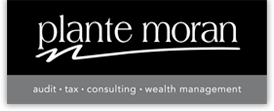 plante moran
audit • tax • consulting • wealth management